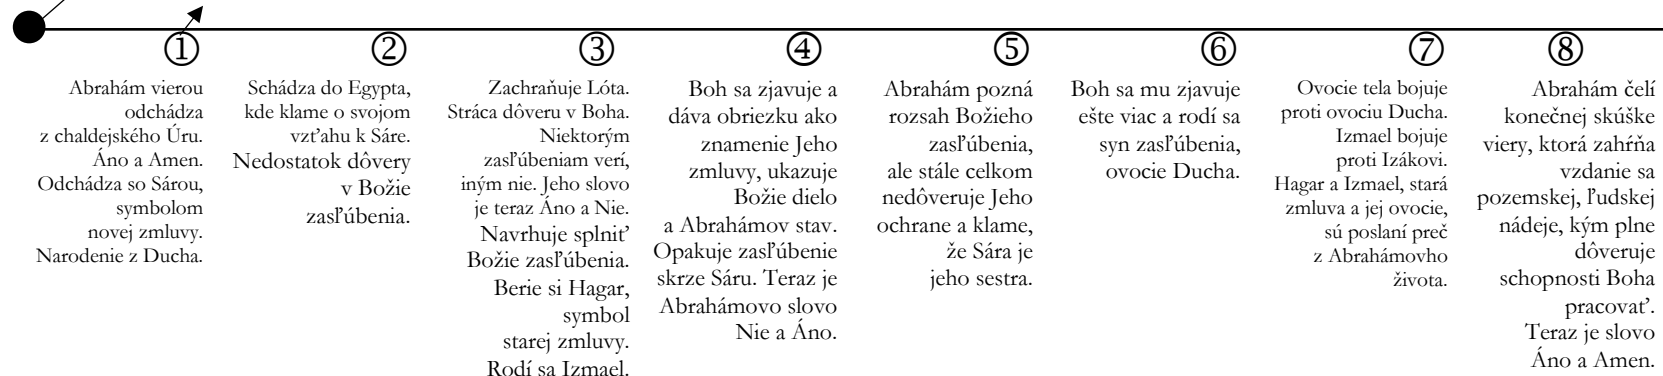 ①
Abrahám vierou
odchádza
z chaldejského Úru.
Áno a Amen.
Odchádza so Sárou,
symbolom
novej zmluvy.
Narodenie z Ducha.
②
Schádza do Egypta,
kde klame o svojom
vzťahu k Sáre.
Nedostatok dôvery
v Božie
zasľúbenia.
③
Zachraňuje Lóta.
Stráca dôveru v Boha.
Niektorým
zasľúbeniam verí,
iným nie. Jeho slovo
je teraz Áno a Nie.
Navrhuje splniť
Božie zasľúbenia.
Berie si Hagar,
symbol
starej zmluvy.
Rodí sa Izmael.
④
Boh sa zjavuje a
dáva obriezku ako
znamenie Jeho
zmluvy, ukazuje
Božie dielo
a Abrahámov stav.
Opakuje zasľúbenie
skrze Sáru. Teraz je
Abrahámovo slovo
Nie a Áno.
⑤
Abrahám pozná
rozsah Božieho
zasľúbenia,
ale stále celkom
nedôveruje Jeho
ochrane a klame,
že Sára je
jeho sestra.
⑥
Boh sa mu zjavuje
ešte viac a rodí sa
syn zasľúbenia,
ovocie Ducha.
⑦
Ovocie tela bojuje
proti ovociu Ducha.
Izmael bojuje
proti Izákovi.
Hagar a Izmael, stará
zmluva a jej ovocie,
sú poslaní preč
z Abrahámovho
života.
⑧
Abrahám čelí
konečnej skúške
viery, ktorá zahŕňa
vzdanie sa
pozemskej, ľudskej
nádeje, kým plne
dôveruje
schopnosti Boha
pracovať.
Teraz je slovo
Áno a Amen.